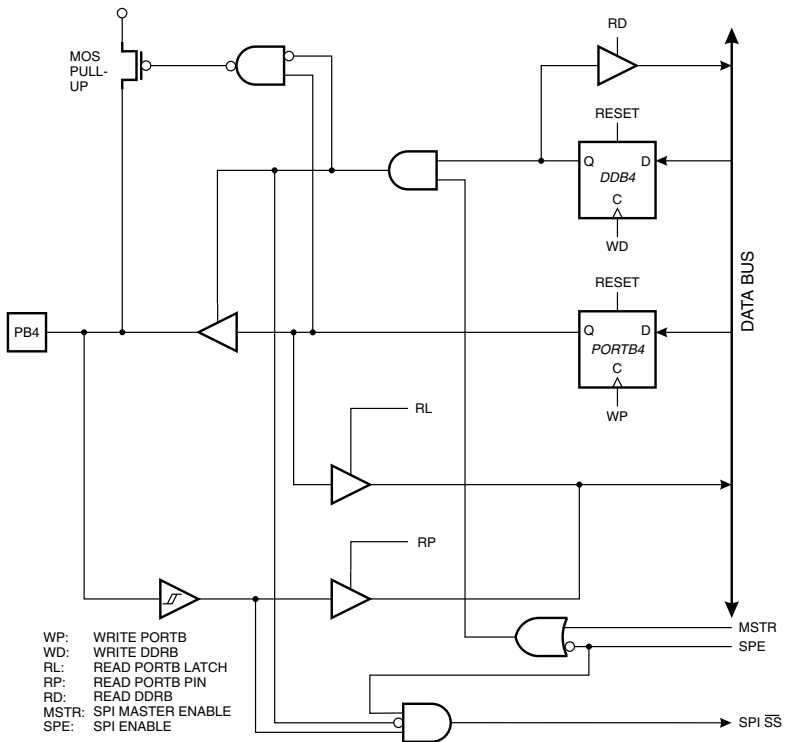 RD
MOS
PULL-
UP
RESET
Q D
DDB4
C
WD
DATA BUS
RESET
PB4
Q D
PORTB4
C
WP
RL
RP
WP: WRITE PORTB
WD: WRITE DDRB
RL: READ PORTB LATCH
RP: READ PORTB PIN
RD: READ DDRB
MSTR: SPI MASTER ENABLE
SPE: SPI ENABLE
MSTR
SPE
SPI S̅S̅